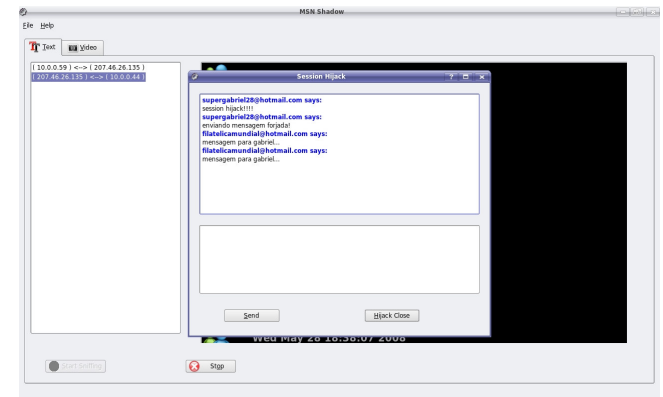 MSN Shadow
File Help
Text Video
( 10.0.0.59 ) <--> ( 207.46.26.135 )
( 207.46.26.135 ) <--> ( 10.0.0.44 )
Session Hijack
supergabriel28@hotmail.com says:
session hijack!!!!
supergabriel28@hotmail.com says:
enviando mensagem forjada!
filatelicamundial@hotmail.com says:
mensagem para gabriel...
filatelicamundial@hotmail.com says:
mensagem para gabriel...
Send Hijack Close
Wed May 28 18:38:07 2008
Start Sniffing Stop